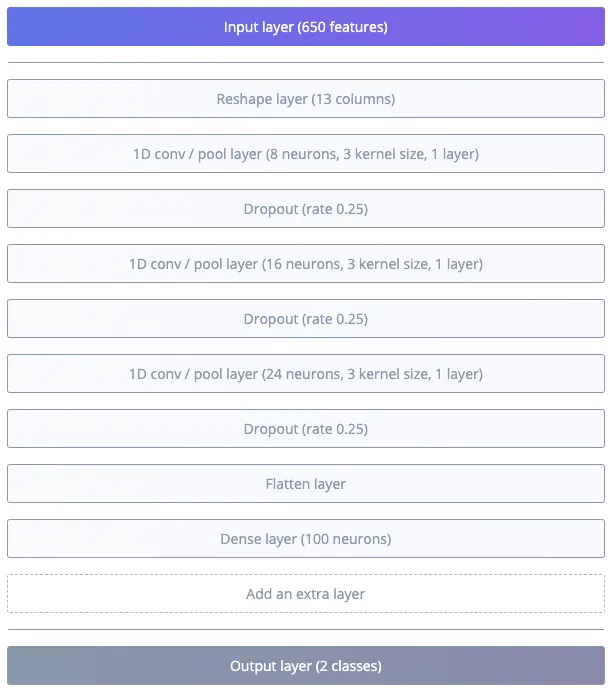 Input layer (650 features)
Reshape layer (13 columns)
1D conv / pool layer (8 neurons, 3 kernel size, 1 layer)
Dropout (rate 0.25)
1D conv / pool layer (16 neurons, 3 kernel size, 1 layer)
Dropout (rate 0.25)
1D conv / pool layer (24 neurons, 3 kernel size, 1 layer)
Dropout (rate 0.25)
Flatten layer
Dense layer (100 neurons)
Add an extra layer
Output layer (2 classes)